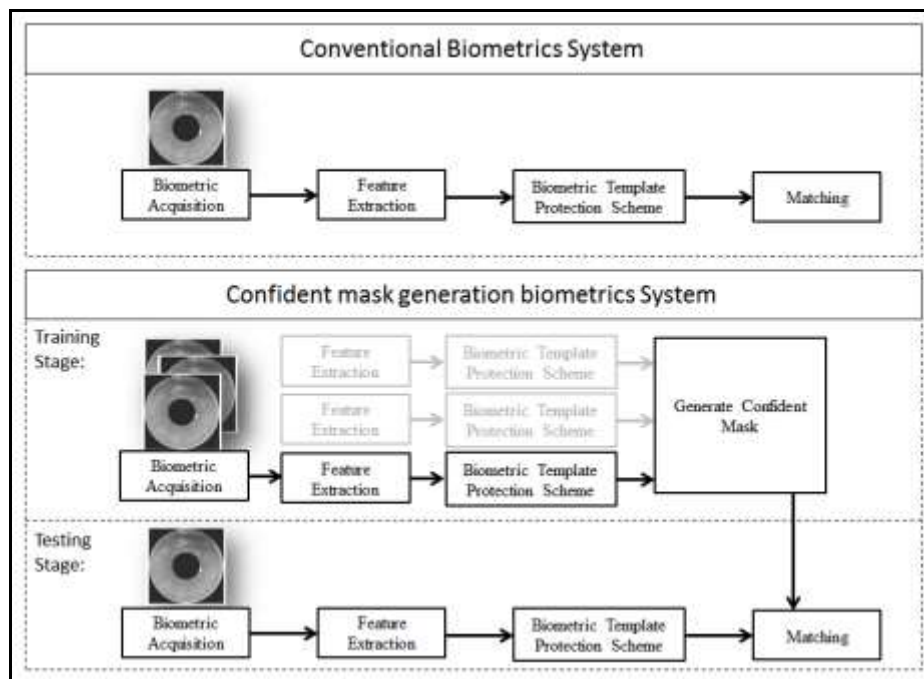 Conventional Biometrics System
Biometric
Acquisition
Feature
Extraction
Biometric Template
Protection Scheme
Matching
Confident mask generation biometrics System
Training
Stage:
Feature
Extraction
Biometric Template
Protection Scheme
Feature
Extraction
Biometric Template
Protection Scheme
Generate Confident
Mask
Biometric
Acquisition
Feature
Extraction
Biometric Template
Protection Scheme
Testing
Stage:
Biometric
Acquisition
Feature
Extraction
Biometric Template
Protection Scheme
Matching